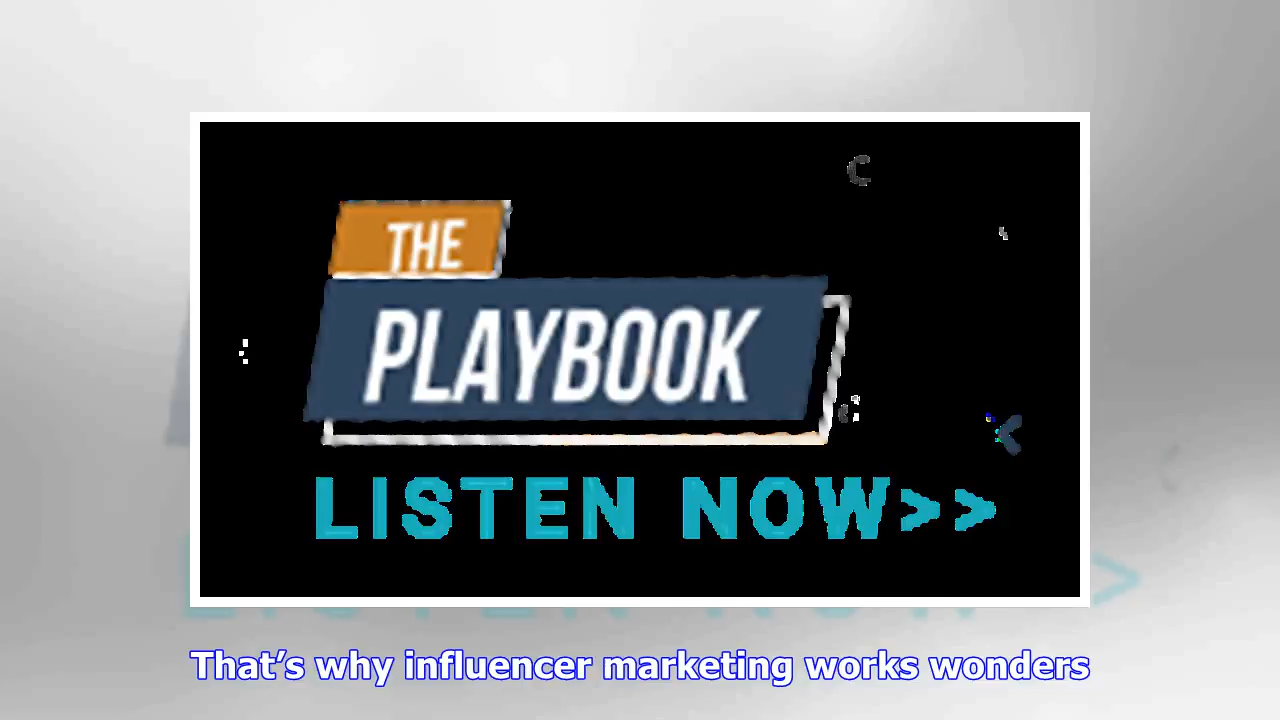 THE
PLAYBOOK
LISTEN NOW>>
That’s why influencer marketing works wonders